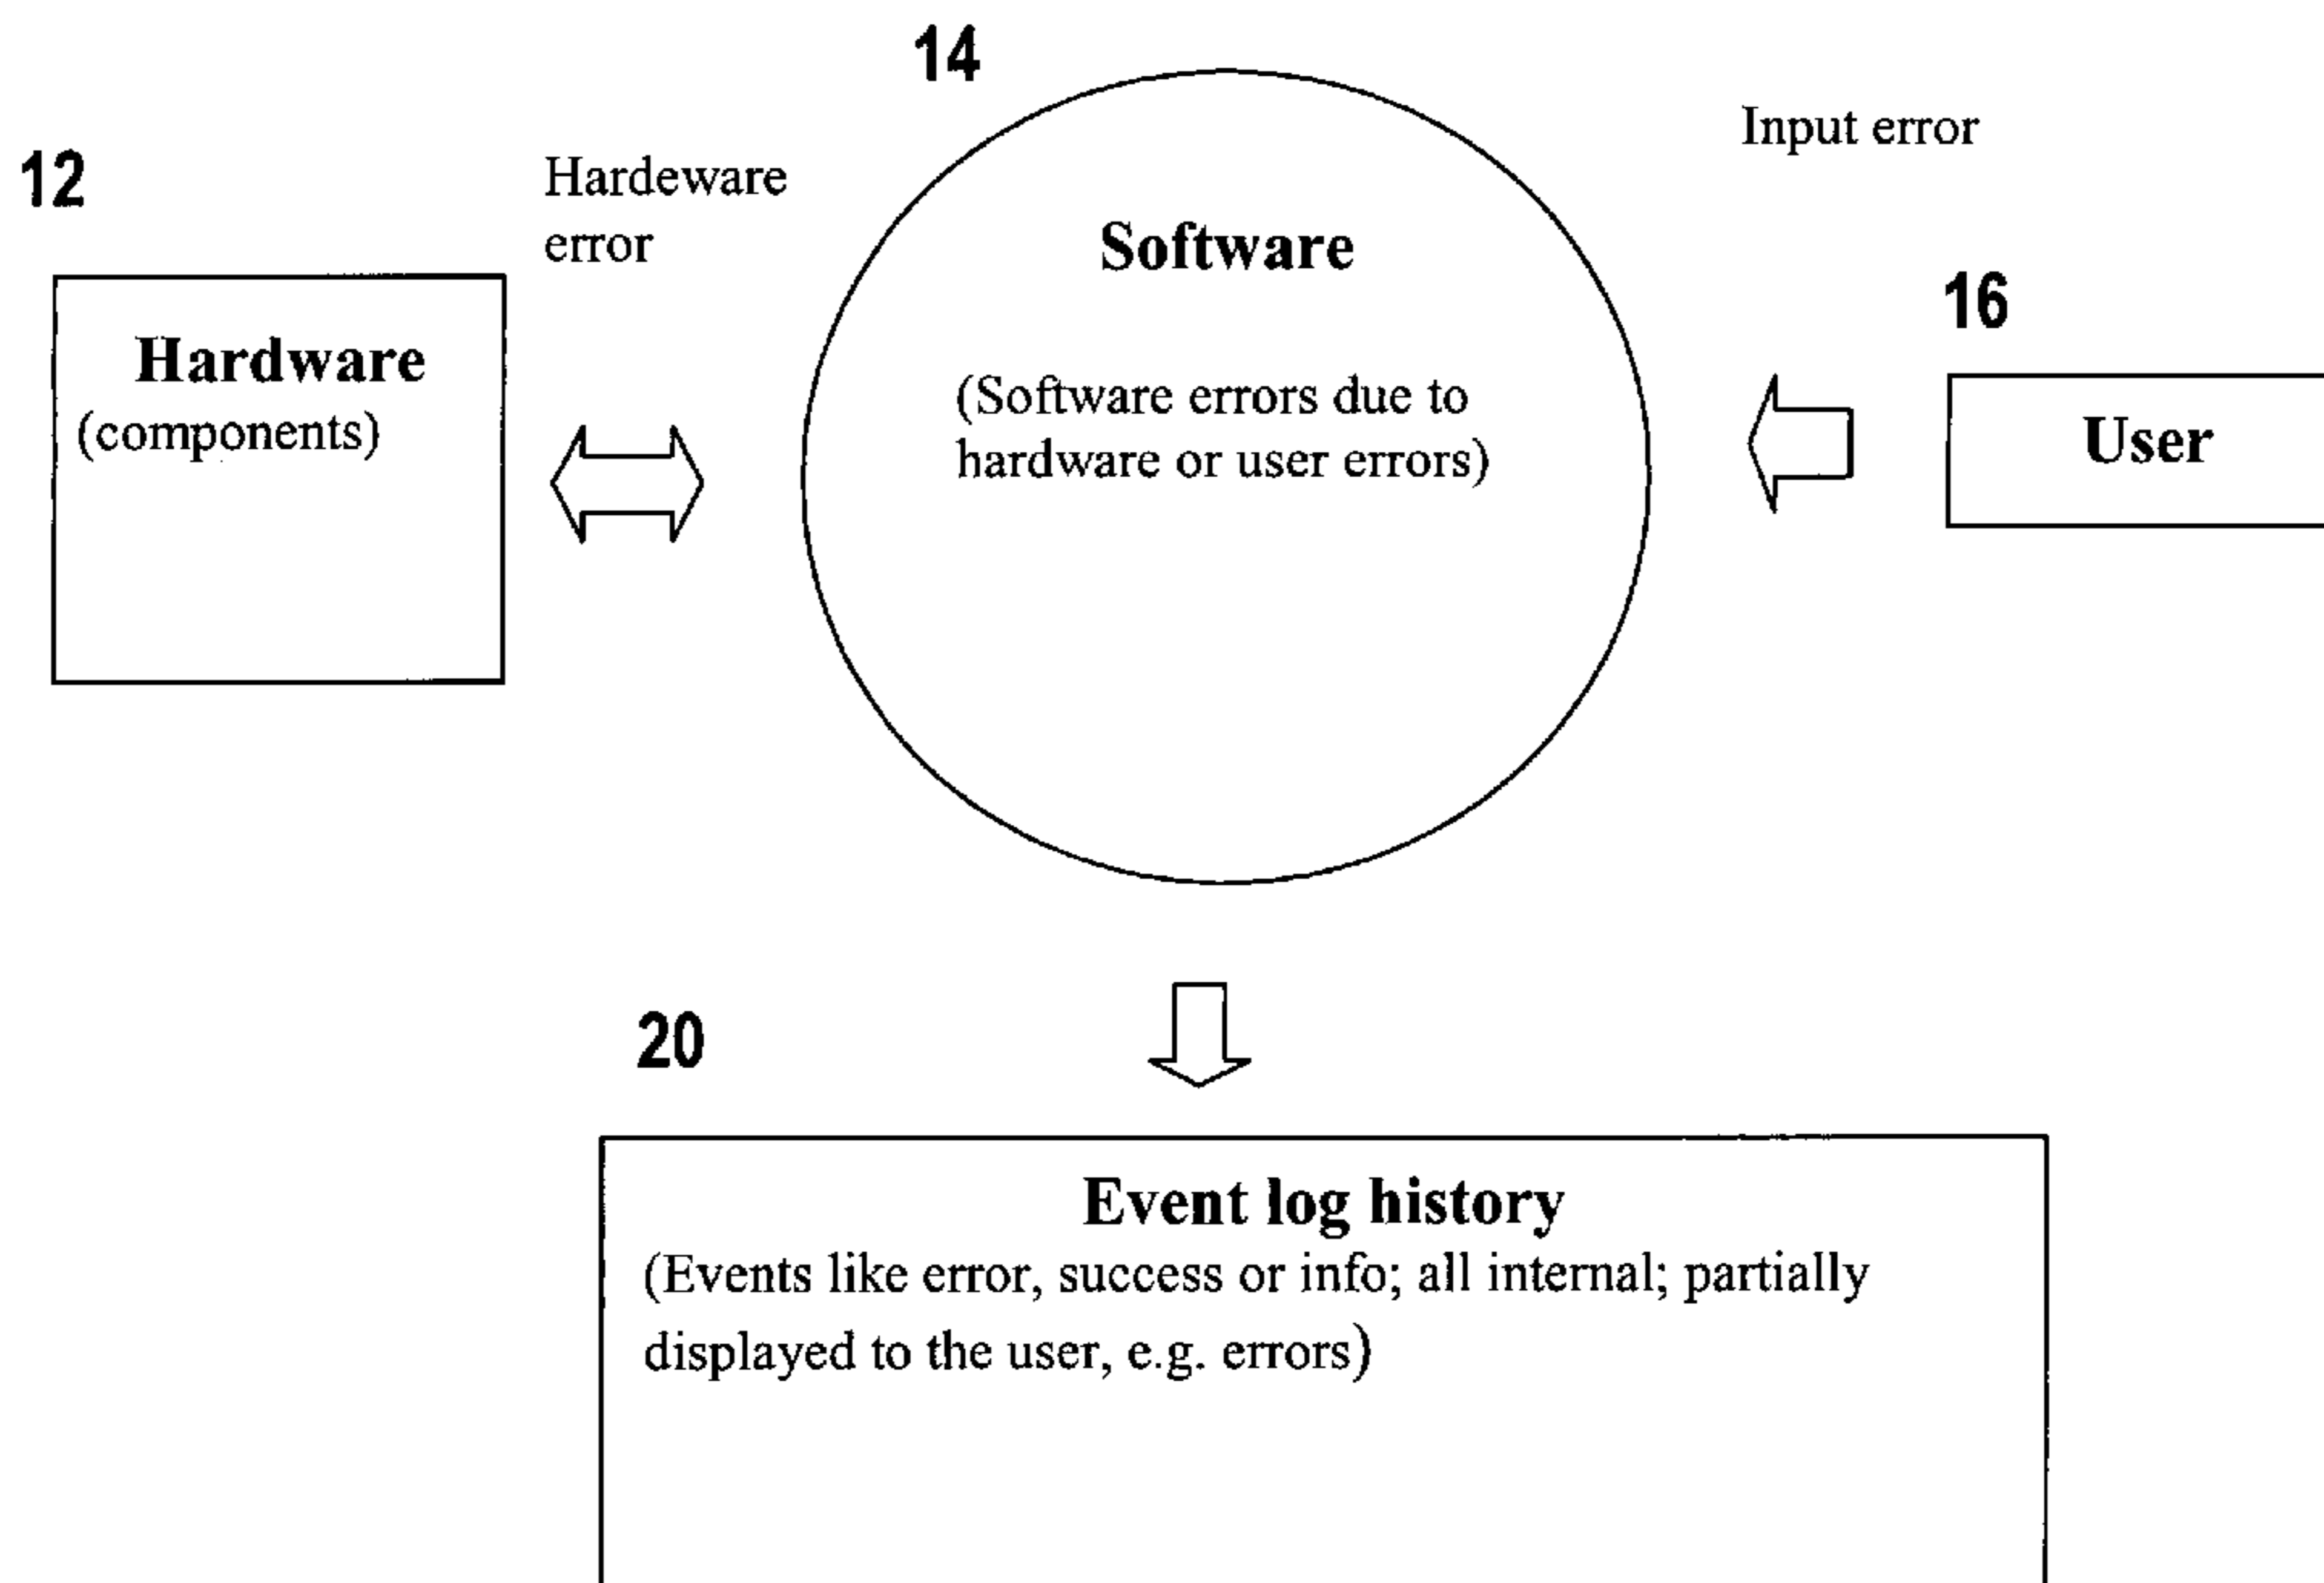 14
Input error
12
Hardeware
error
Software
16
Hardware
(components)
(Software errors due to
hardware or user errors)
User
20
Event log history
(Events like error, success or info; all internal; partially
displayed to the user, e.g. errors)